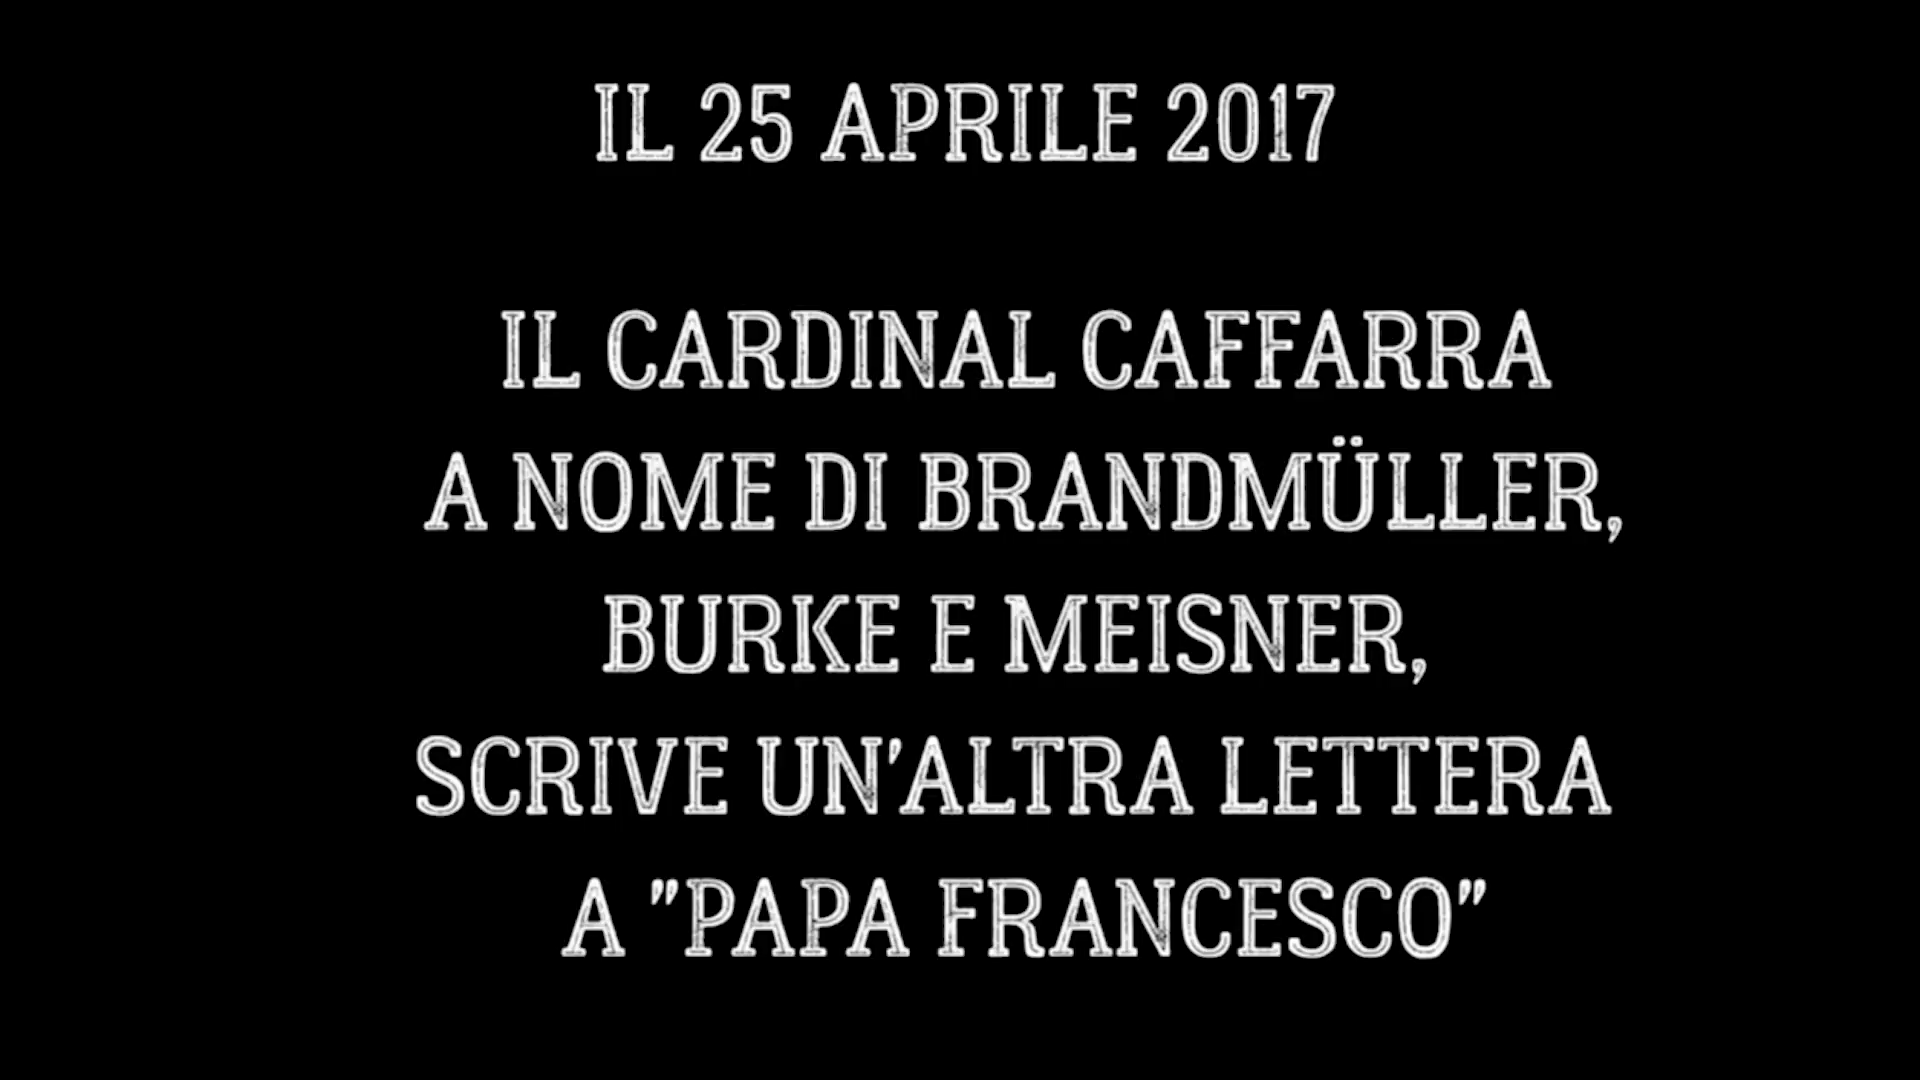 IL 25 APRILE 2017
IL CARDINAL CAFFARRA
A NOME DI BRANDMÜLLER,
BURKE E MEISNER,
SCRIVE UN'ALTRA LETTERA
A "PAPA FRANCESCO"